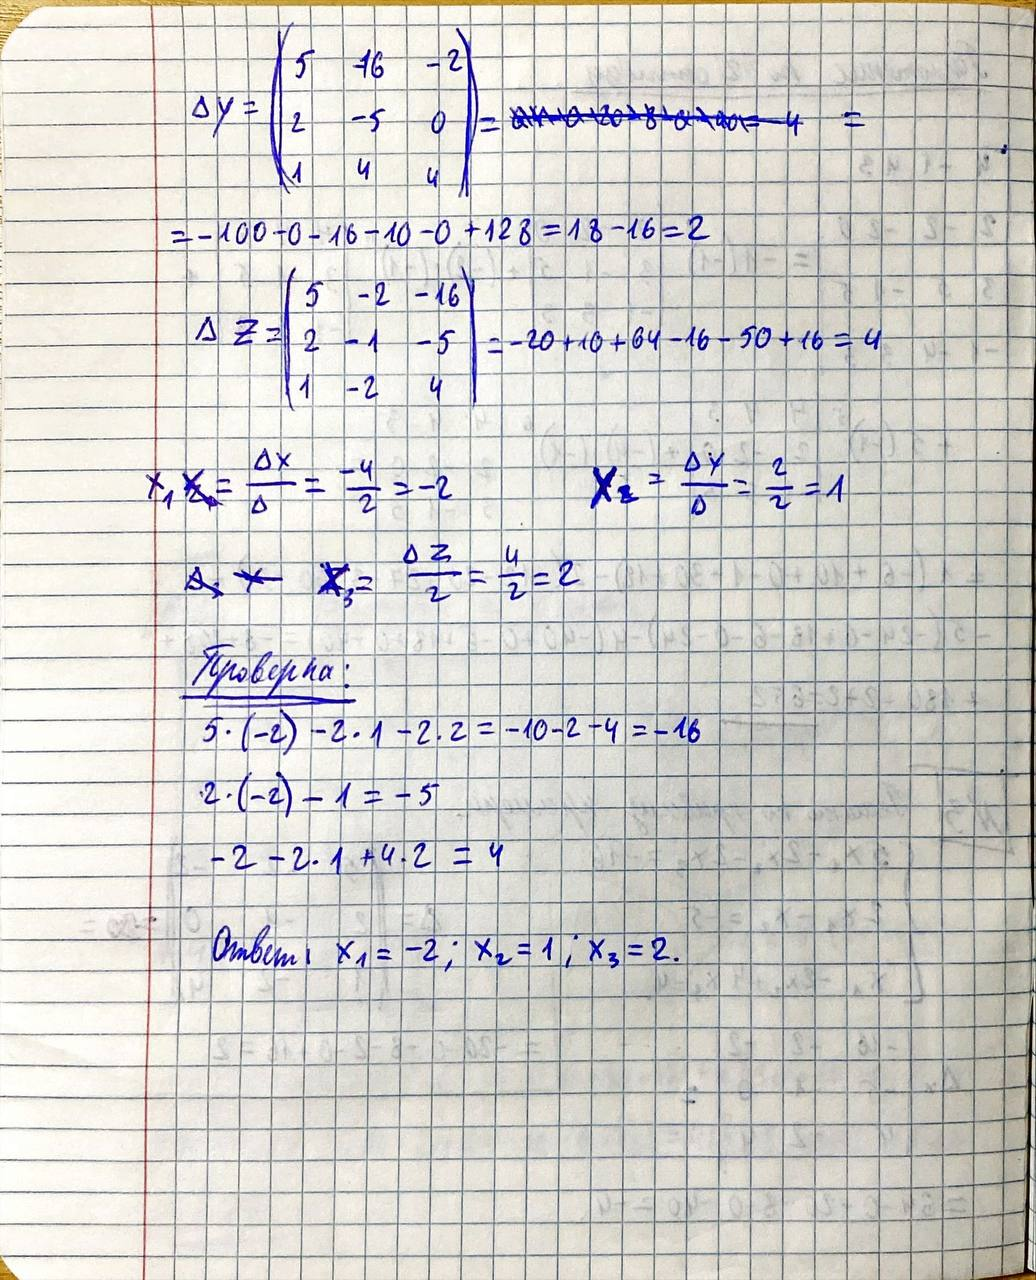 5 -16 -2
Δy = 2 -5 0 = =
1 4 4
= -100-0-16-10-0+128=18-16=2
5 -2 -16
Δ Z = 2 -1 -5 = -20+10+64-16-50+16=4
1 -2 4
x₁ = Δx/Δ = -4/2 = -2 x₂ = Δy/Δ = 2/2 = 1
x₃ = ΔZ/2 = 4/2 = 2
Проверка:
5·(-2) -2·1 -2·2 = -10-2-4 = -16
2·(-2) - 1 = -5
-2 -2·1 +4·2 = 4
Ответ: x₁ = -2; x₂ = 1; x₃ = 2.